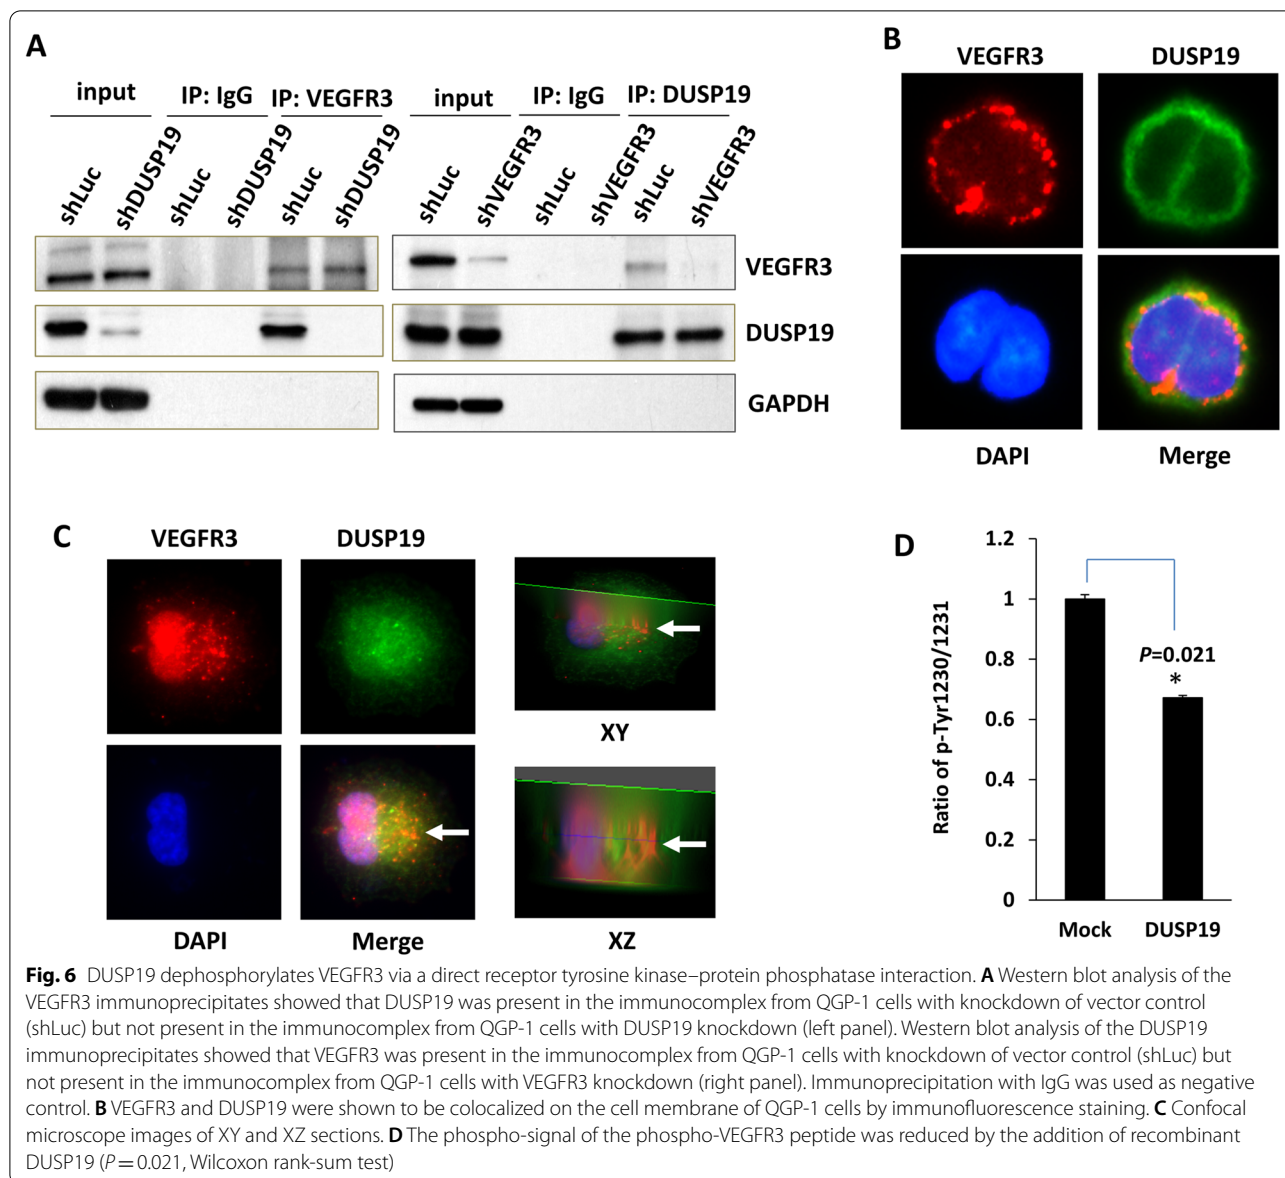 A
input
IP: IgG
IP: VEGFR3
input
IP: IgG
IP: DUSP19
shLuc
shDUSP19
shLuc
shDUSP19
shLuc
shDUSP19
shLuc
shVEGFR3
shLuc
shVEGFR3
shLuc
shVEGFR3
VEGFR3
DUSP19
GAPDH
B
VEGFR3
DUSP19
DAPI
Merge
C
VEGFR3
DUSP19
XY
DAPI
Merge
XZ
D
Ratio of p-Tyr1230/1231
1.2
1
0.8
0.6
0.4
0.2
0
P=0.021
*
Mock
DUSP19
Fig. 6 DUSP19 dephosphorylates VEGFR3 via a direct receptor tyrosine kinase–protein phosphatase interaction. A Western blot analysis of the
VEGFR3 immunoprecipitates showed that DUSP19 was present in the immunocomplex from QGP-1 cells with knockdown of vector control
(shLuc) but not present in the immunocomplex from QGP-1 cells with DUSP19 knockdown (left panel). Western blot analysis of the DUSP19
immunoprecipitates showed that VEGFR3 was present in the immunocomplex from QGP-1 cells with knockdown of vector control (shLuc) but
not present in the immunocomplex from QGP-1 cells with VEGFR3 knockdown (right panel). Immunoprecipitation with IgG was used as negative
control. B VEGFR3 and DUSP19 were shown to be colocalized on the cell membrane of QGP-1 cells by immunofluorescence staining. C Confocal
microscope images of XY and XZ sections. D The phospho-signal of the phospho-VEGFR3 peptide was reduced by the addition of recombinant
DUSP19 (P = 0.021, Wilcoxon rank-sum test)